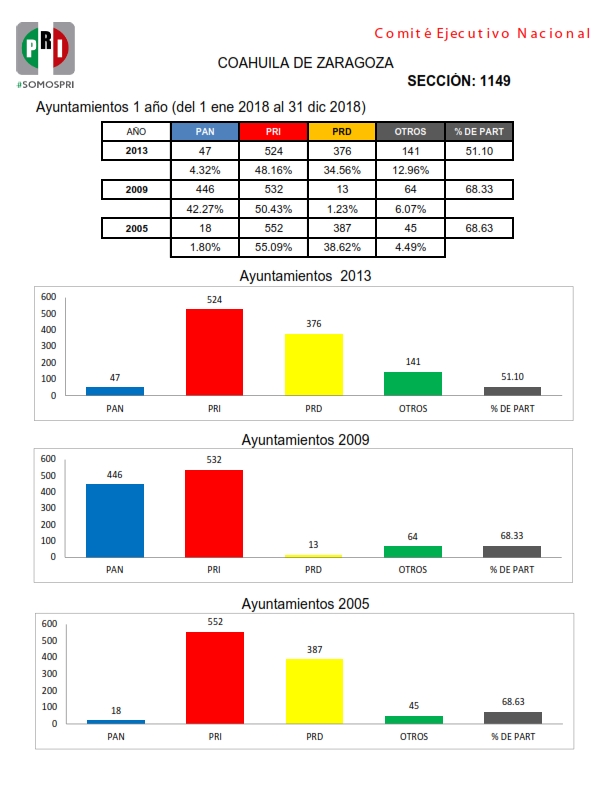 Comité Ejecutivo Nacional
PRI
#SOMOSPRI
COAHUILA DE ZARAGOZA
SECCIÓN: 1149
Ayuntamientos 1 año (del 1 ene 2018 al 31 dic 2018)
AÑO PAN PRI PRD OTROS % DE PART
2013 47 524 376 141 51.10
4.32% 48.16% 34.56% 12.96%
2009 446 532 13 64 68.33
42.27% 50.43% 1.23% 6.07%
2005 18 552 387 45 68.63
1.80% 55.09% 38.62% 4.49%
Ayuntamientos 2013
600
500
400
300
200
100
0
47 524 376 141 51.10
PAN PRI PRD OTROS % DE PART
Ayuntamientos 2009
600
500
400
300
200
100
0
446 532 13 64 68.33
PAN PRI PRD OTROS % DE PART
Ayuntamientos 2005
600
500
400
300
200
100
0
18 552 387 45 68.63
PAN PRI PRD OTROS % DE PART